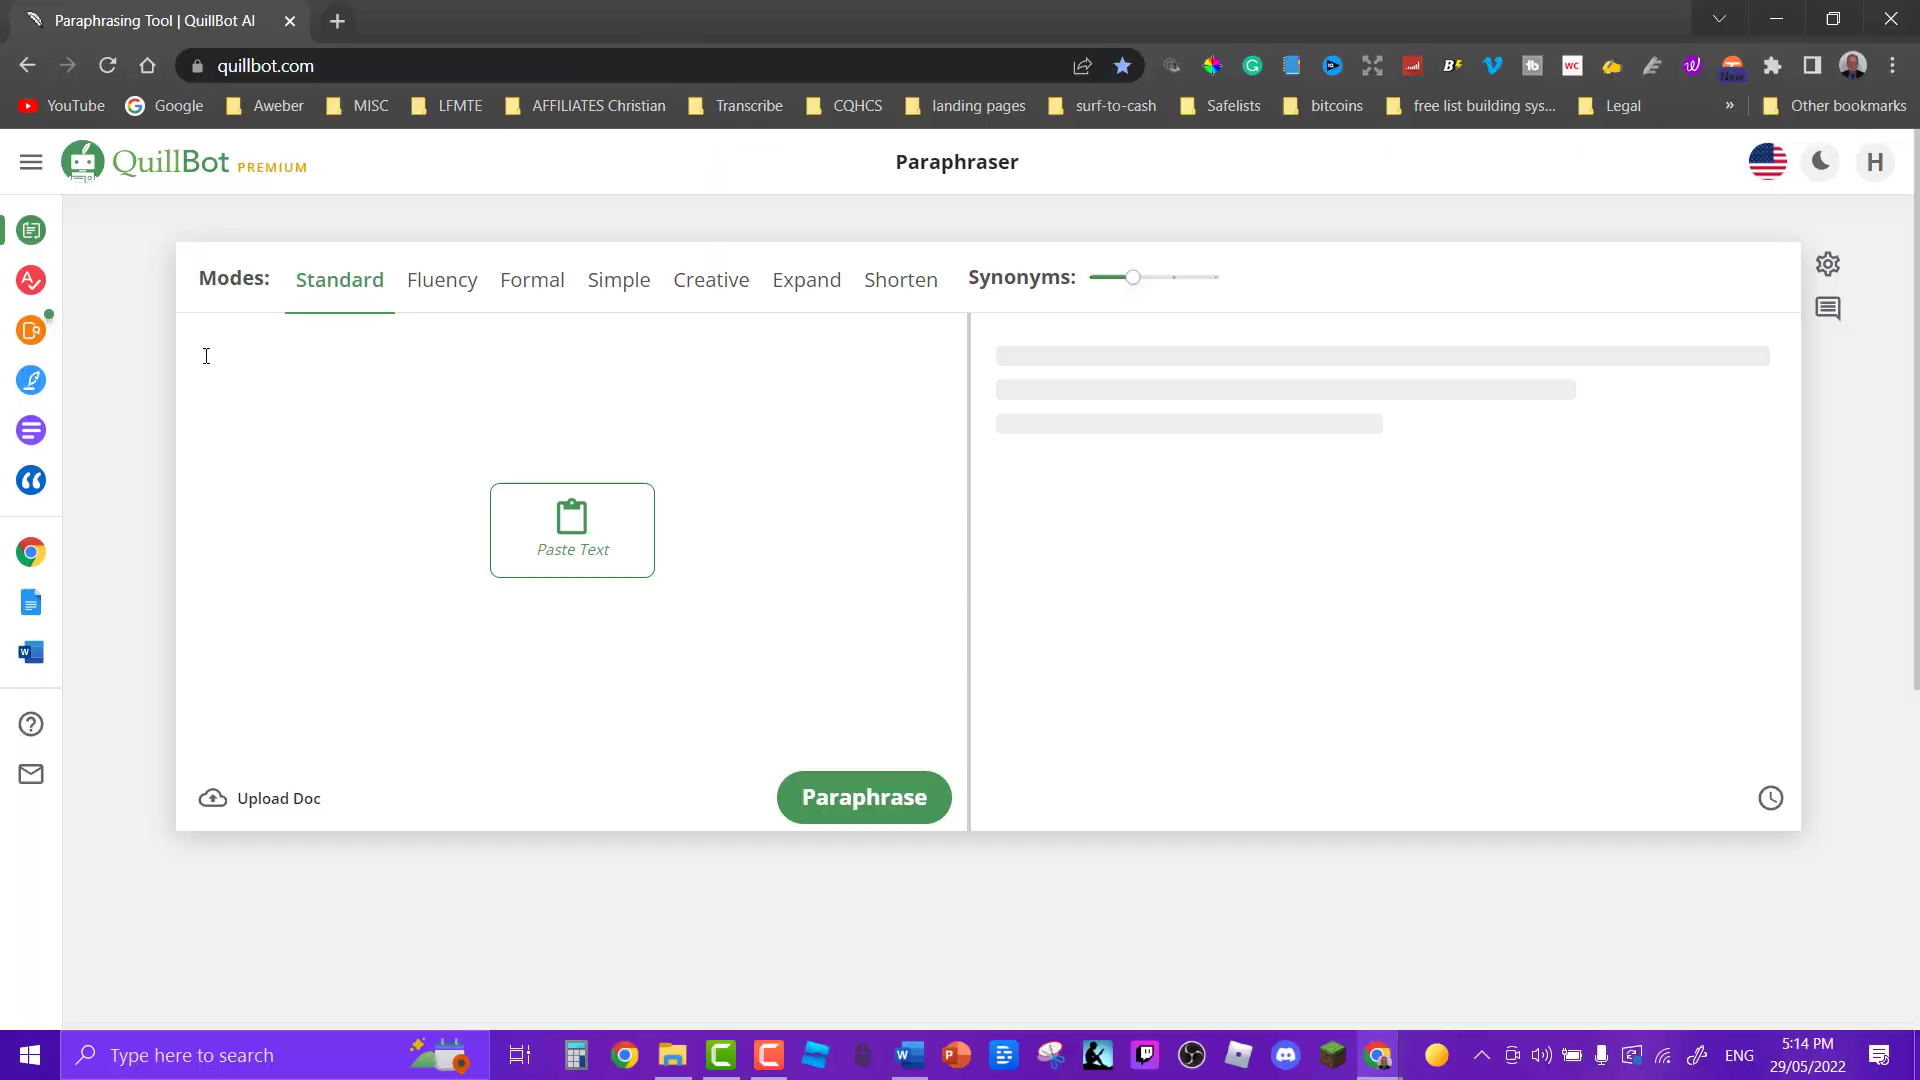 Paraphrasing Tool | QuillBot AI
quillbot.com
New
YouTube Google Aweber MISC LFMTE AFFILIATES Christian Transcribe CQHCS landing pages surf-to-cash Safelists bitcoins free list building sys... Legal » Other bookmarks
QuillBot PREMIUM
Paraphraser
H
Modes: Standard Fluency Formal Simple Creative Expand Shorten Synonyms:
Paste Text
Upload Doc
Paraphrase
Type here to search
ENG
5:14 PM
29/05/2022